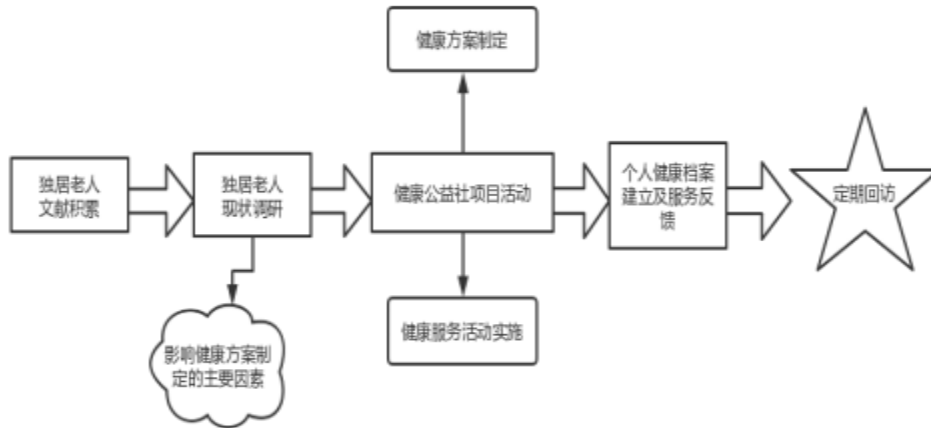 健康方案制定
独居老人
文献积累
独居老人
现状调研
健康公益社项目活动
个人健康档案
建立及服务反
馈
定期回访
健康服务活动实施
影响健康方案制
定的主要因素